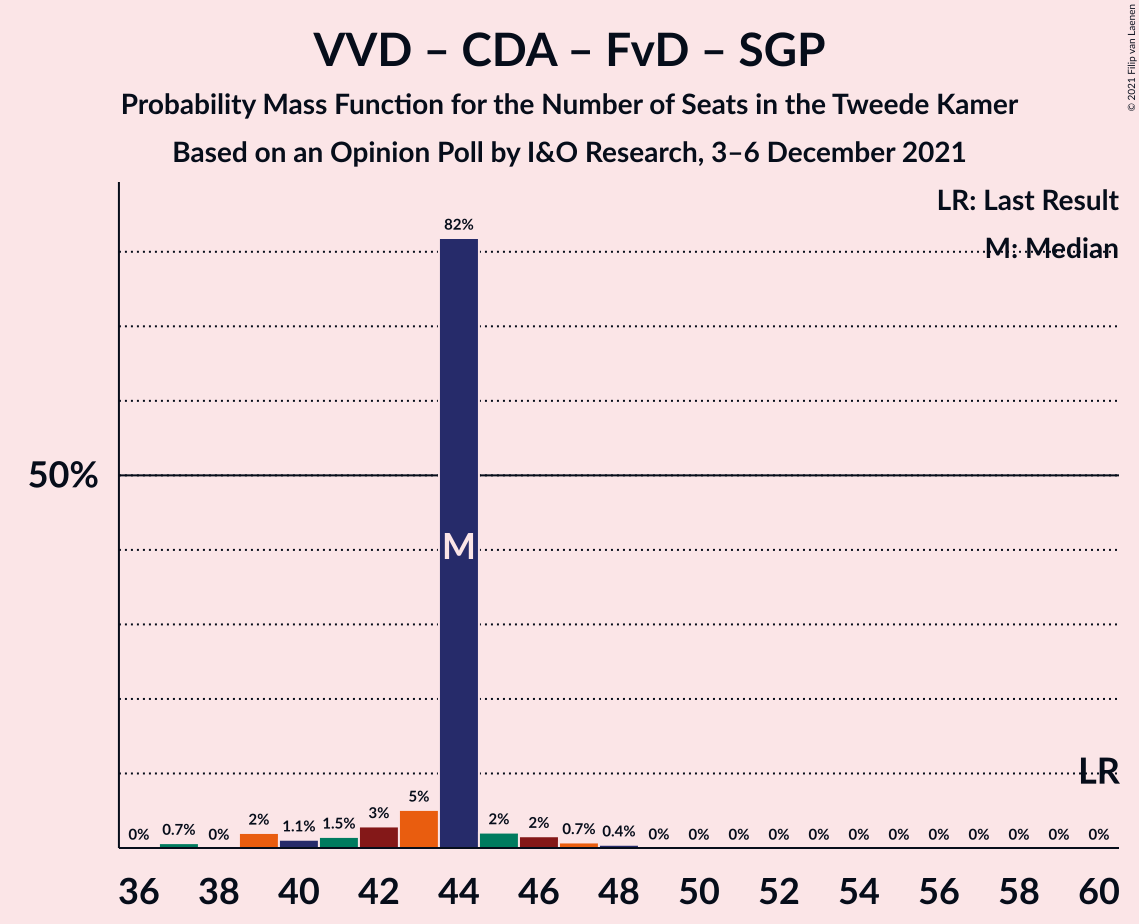 VVD – CDA – FvD – SGP
Probability Mass Function for the Number of Seats in the Tweede Kamer
Based on an Opinion Poll by I&O Research, 3–6 December 2021
© 2021 Filip van Laenen
LR: Last Result
M: Median
82%
50%
M
LR
0% 0.7% 0% 2% 1.1% 1.5% 3% 5% 2% 2% 0.7% 0.4% 0% 0% 0% 0% 0% 0% 0% 0% 0% 0% 0% 0%
36 38 40 42 44 46 48 50 52 54 56 58 60